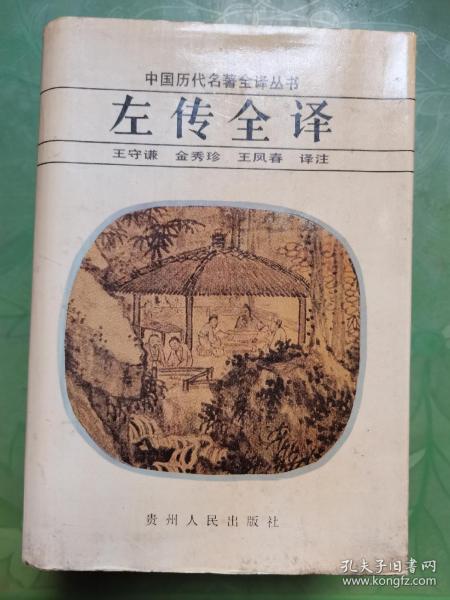 中国历代名著全译丛书
左传全译
王守谦 金秀珍 王凤春 译注
贵州人民出版社
孔夫子旧书网
www.kongfz.com